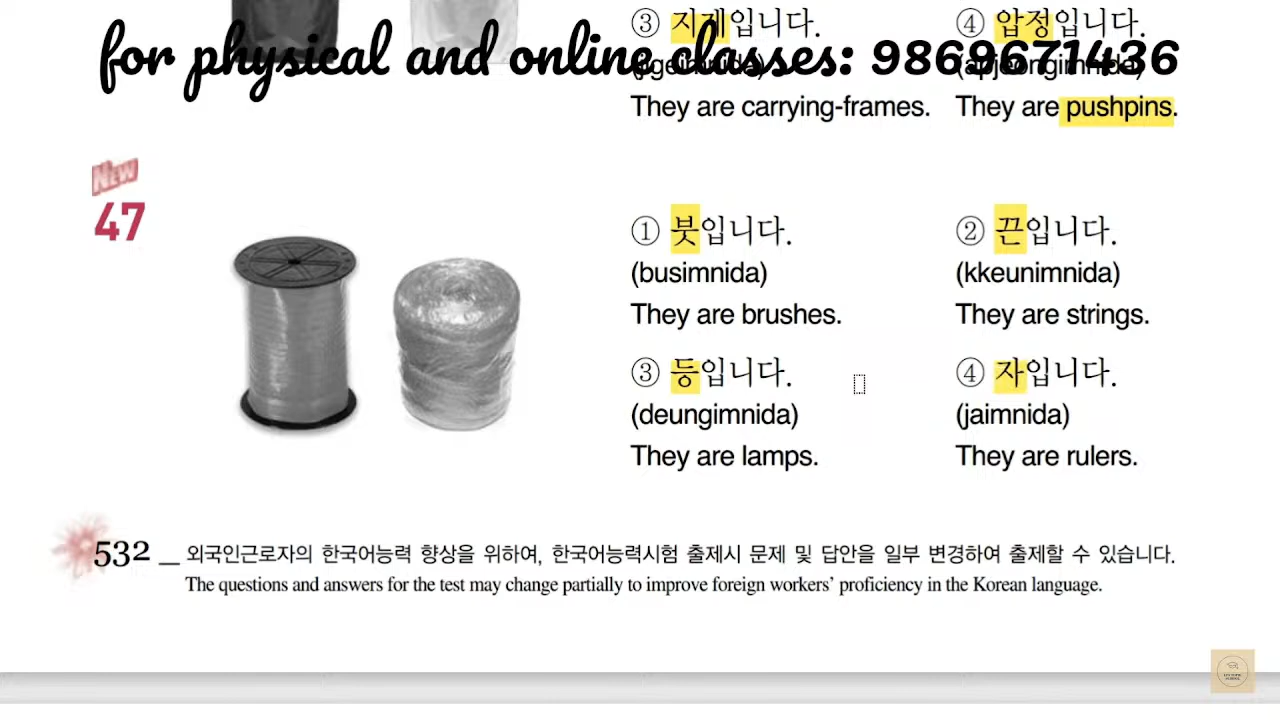 ③ 지게입니다. ④ 압정입니다.
for physical and online classes: 9869671436
(jigeimnida) (apjeongimnida)
They are carrying-frames. They are pushpins.
NEW
47
① 붓입니다. ② 끈입니다.
(busimnida) (kkeunimnida)
They are brushes. They are strings.
③ 등입니다. ④ 자입니다.
(deungimnida) (jaimnida)
They are lamps. They are rulers.
532 _ 외국인근로자의 한국어능력 향상을 위하여, 한국어능력시험 출제시 문제 및 답안을 일부 변경하여 출제할 수 있습니다.
The questions and answers for the test may change partially to improve foreign workers' proficiency in the Korean language.